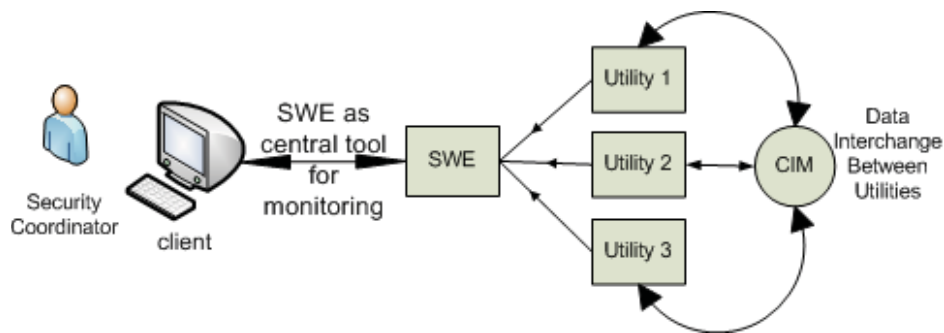 Security
Coordinator
client
SWE as
central tool
for
monitoring
SWE
Utility 1
Utility 2
Utility 3
CIM
Data
Interchange
Between
Utilities